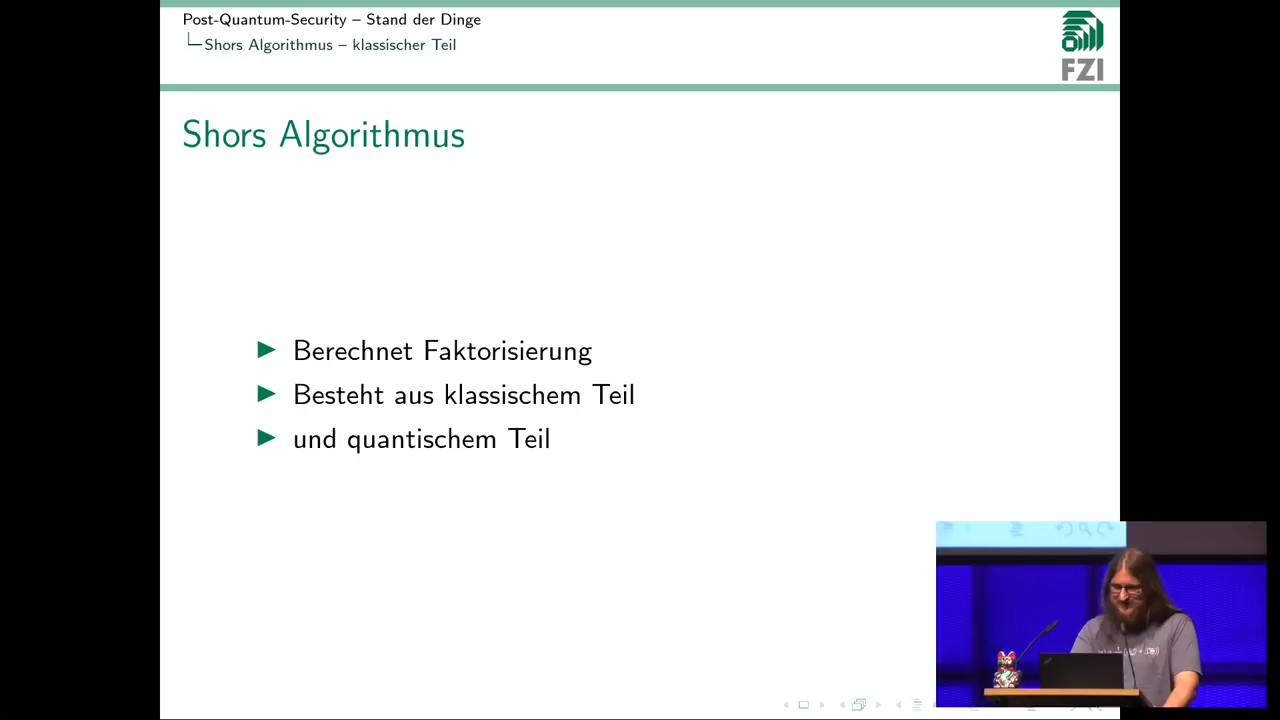 Post-Quantum-Security – Stand der Dinge
Shors Algorithmus – klassischer Teil
FZI
Shors Algorithmus
Berechnet Faktorisierung
Besteht aus klassischem Teil
und quantischem Teil